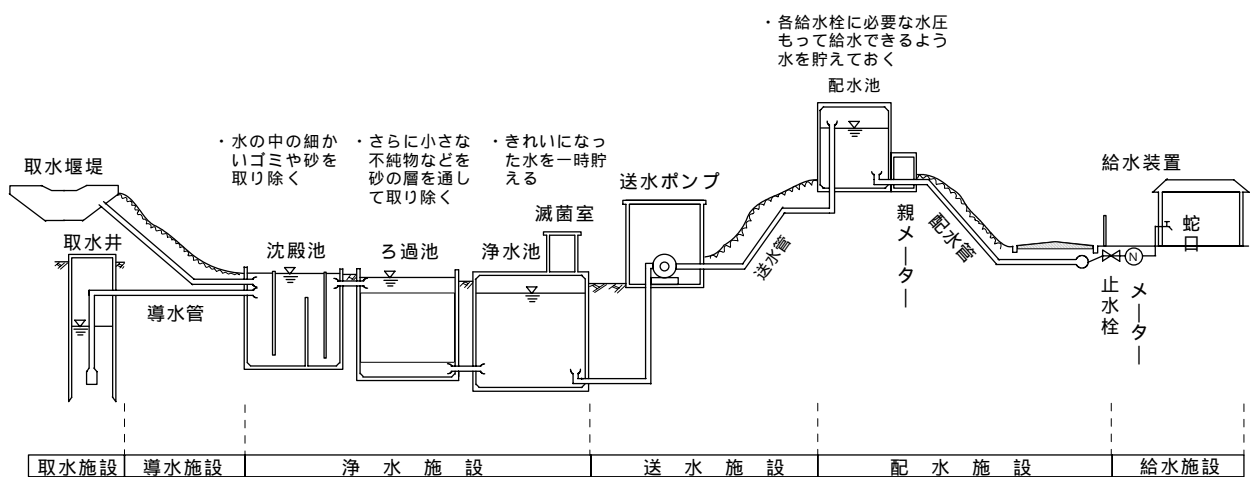 ・各給水栓に必要な水圧
もって給水できるよう
水を貯えておく
配水池
・水の中の細か
いゴミや砂を
取り除く
・さらに小さな
不純物などを
砂の層を通し
て取り除く
・きれいになっ
た水を一時貯
える
取水堰堤
送水ポンプ
給水装置
滅菌室
取水井
沈殿池
ろ過池
浄水池
導水管
送水管
親メーター
配水管
蛇
N
止水栓
メーター
取水施設
導水施設
浄水施設
送水施設
配水施設
給水施設